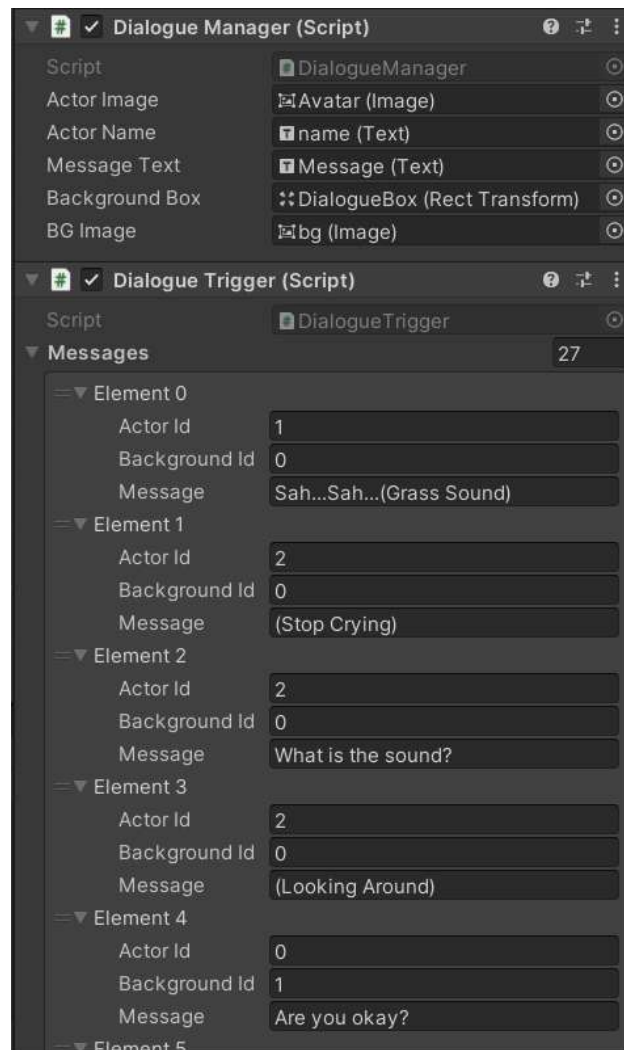 Dialogue Manager (Script)
Script DialogueManager
Actor Image Avatar (Image)
Actor Name name (Text)
Message Text Message (Text)
Background Box DialogueBox (Rect Transform)
BG Image bg (Image)
Dialogue Trigger (Script)
Script DialogueTrigger
Messages 27
Element 0
Actor Id 1
Background Id 0
Message Sah...Sah...(Grass Sound)
Element 1
Actor Id 2
Background Id 0
Message (Stop Crying)
Element 2
Actor Id 2
Background Id 0
Message What is the sound?
Element 3
Actor Id 2
Background Id 0
Message (Looking Around)
Element 4
Actor Id 0
Background Id 1
Message Are you okay?
Element 5